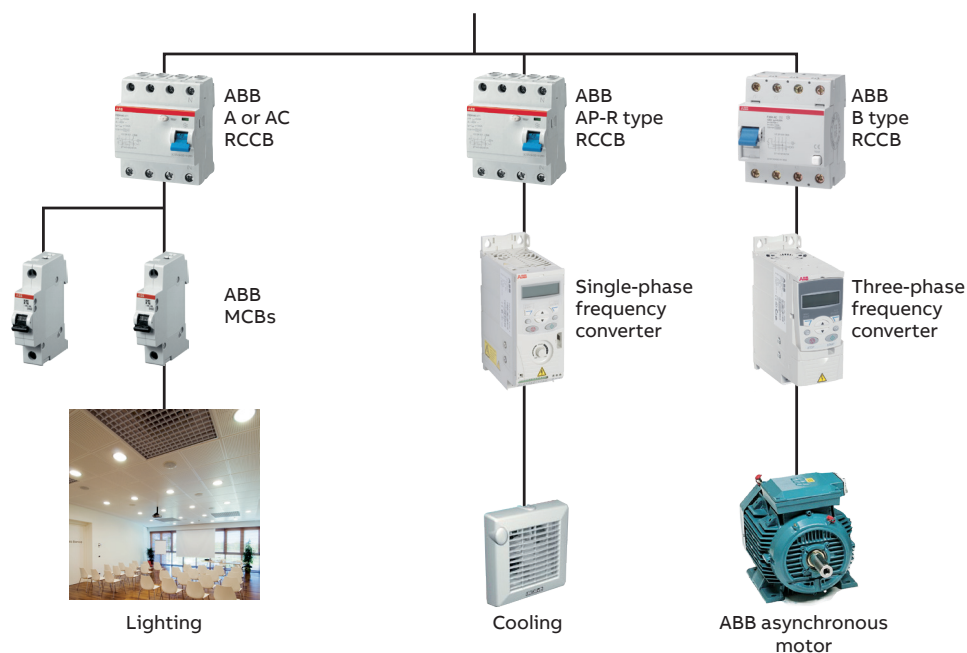 ABB
A or AC
RCCB
ABB
AP-R type
RCCB
ABB
B type
RCCB
ABB
MCBs
Single-phase
frequency
converter
Three-phase
frequency
converter
Lighting
Cooling
ABB asynchronous
motor